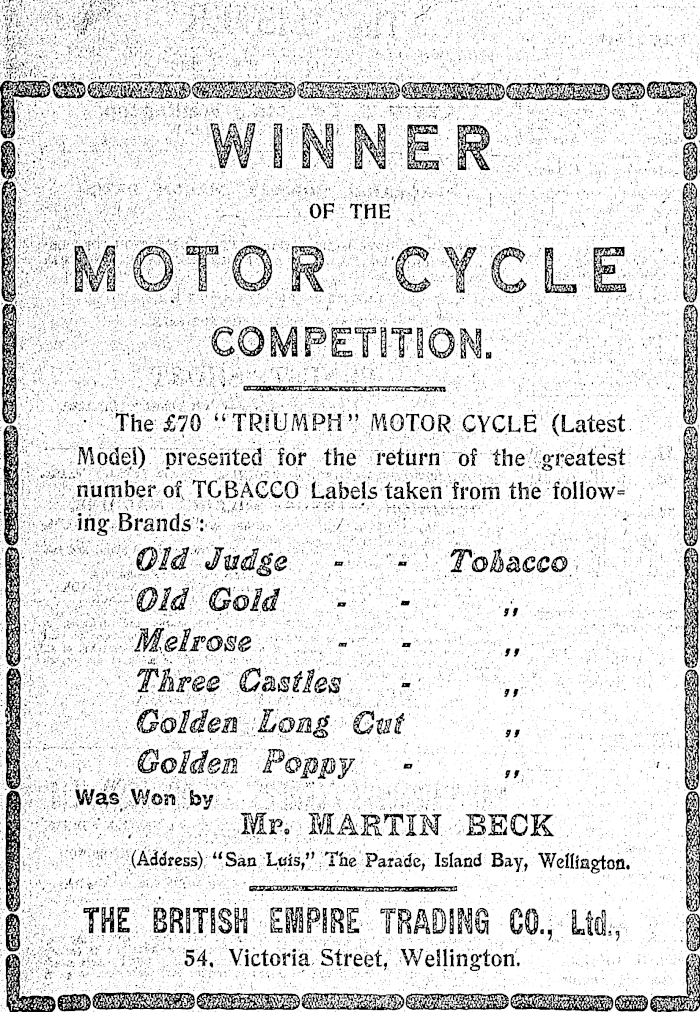 WINNER
OF THE
MOTOR CYCLE
COMPETITION.
The £70 "TRIUMPH" MOTOR CYCLE (Latest
Model) presented for the return of the greatest
number of TOBACCO Labels taken from the follow=
ing Brands :
Old Judge - - Tobacco
Old Gold - - ,,
Melrose - - ,,
Three Castles - ,,
Golden Long Cut ,,
Golden Poppy - ,,
Was Won by
Mr. MARTIN BECK
(Address) "San Luis," The Parade, Island Bay, Wellington.
THE BRITISH EMPIRE TRADING CO., Ltd.,
54, Victoria Street, Wellington.